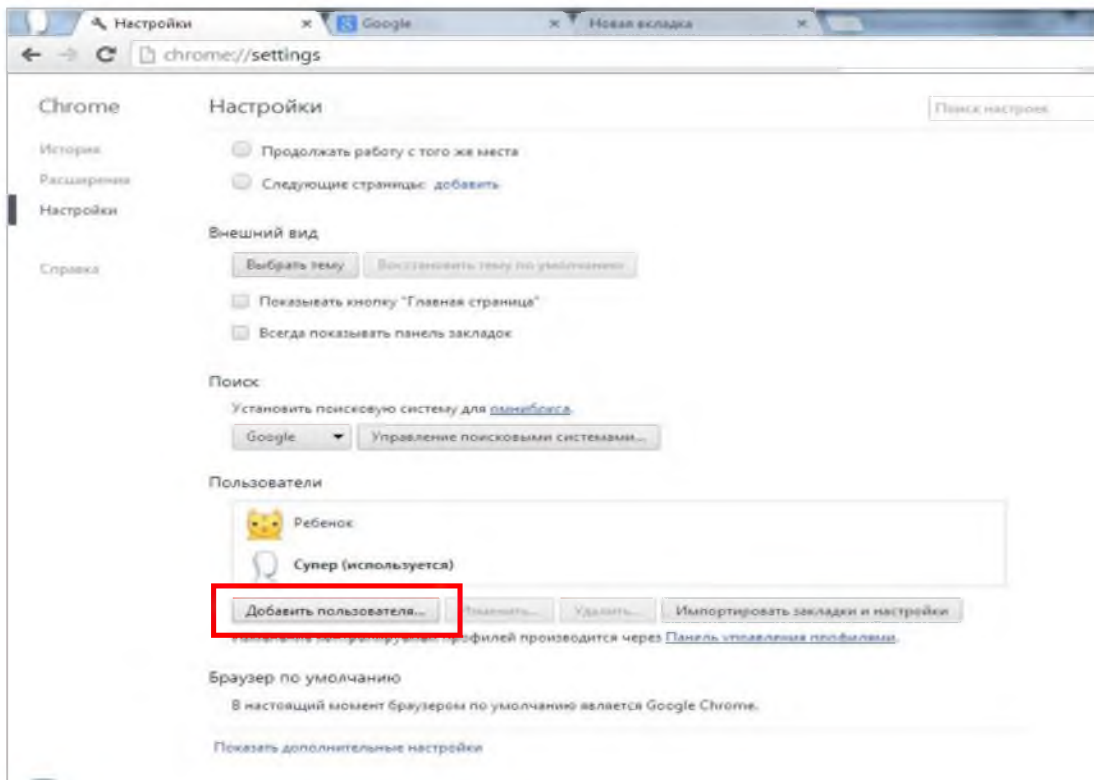 Настройки Google Новая вкладка
chrome://settings
Chrome
Настройки
Поиск настроек
История
Расширения
Настройки
Справка
Продолжать работу с того же места
Следующие страницы: добавить
Внешний вид
Выбрать тему Восстановить тему по умолчанию
Показывать кнопку "Главная страница"
Всегда показывать панель закладок
Поиск
Установить поисковую систему для омнибокса.
Google Управление поисковыми системами...
Пользователи
Ребенок
Супер (используется)
Добавить пользователя... Изменить... Удалить... Импортировать закладки и настройки
профилей производится через Панель управления профилями.
Браузер по умолчанию
В настоящий момент браузером по умолчанию является Google Chrome.
Показать дополнительные настройки